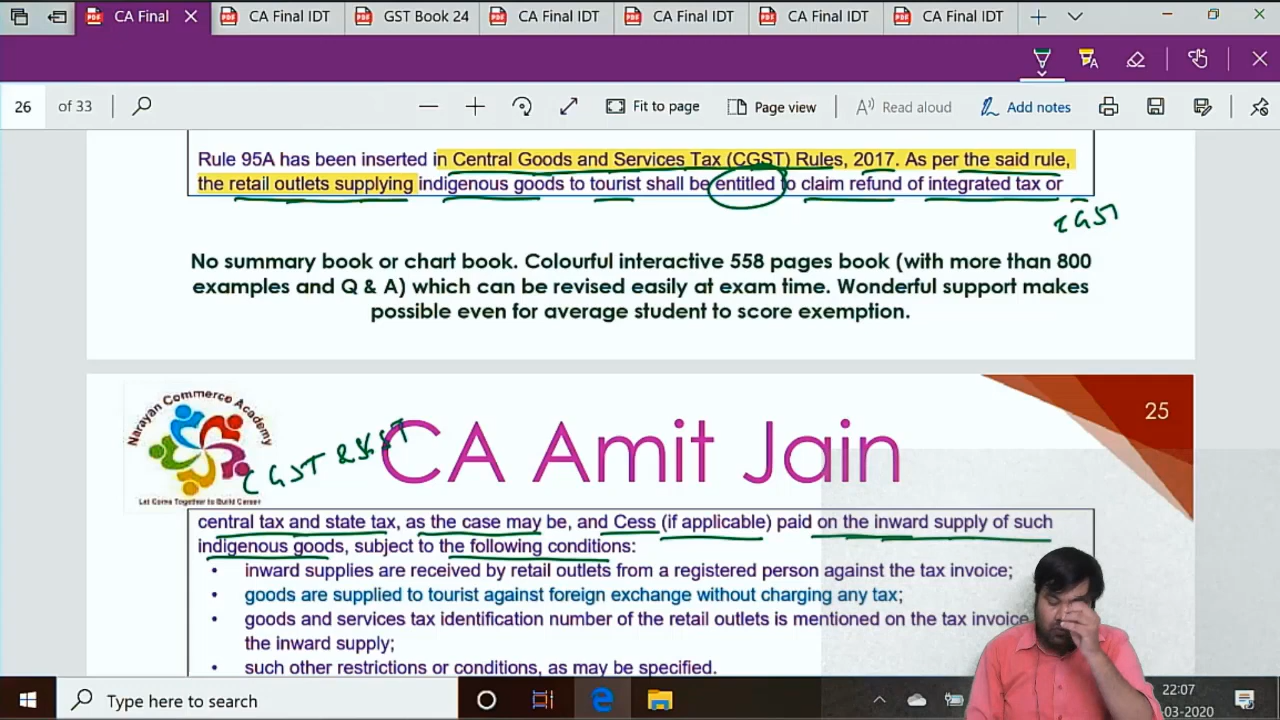 CA Final
CA Final IDT
GST Book 24
CA Final IDT
CA Final IDT
CA Final IDT
CA Final IDT
26 of 33
Fit to page
Page view
Read aloud
Add notes
Rule 95A has been inserted in Central Goods and Services Tax (CGST) Rules, 2017. As per the said rule,
the retail outlets supplying indigenous goods to tourist shall be entitled to claim refund of integrated tax or
No summary book or chart book. Colourful interactive 558 pages book (with more than 800
examples and Q & A) which can be revised easily at exam time. Wonderful support makes
possible even for average student to score exemption.
25
Narayan Commerce Academy
Let Come Together to Build Career
CA Amit Jain
CGST & SGST
central tax and state tax, as the case may be, and Cess (if applicable) paid on the inward supply of such
indigenous goods, subject to the following conditions:
• inward supplies are received by retail outlets from a registered person against the tax invoice;
• goods are supplied to tourist against foreign exchange without charging any tax;
• goods and services tax identification number of the retail outlets is mentioned on the tax invoice
the inward supply;
• such other restrictions or conditions, as may be specified.
Type here to search
22:07
-03-2020